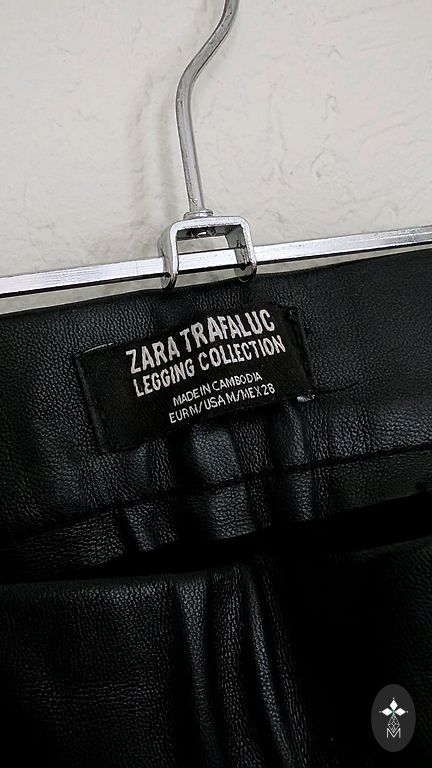 ZARA TRAFALUC
LEGGING COLLECTION
MADE IN CAMBODIA
EUR M/ USA M/ MEX 28
M